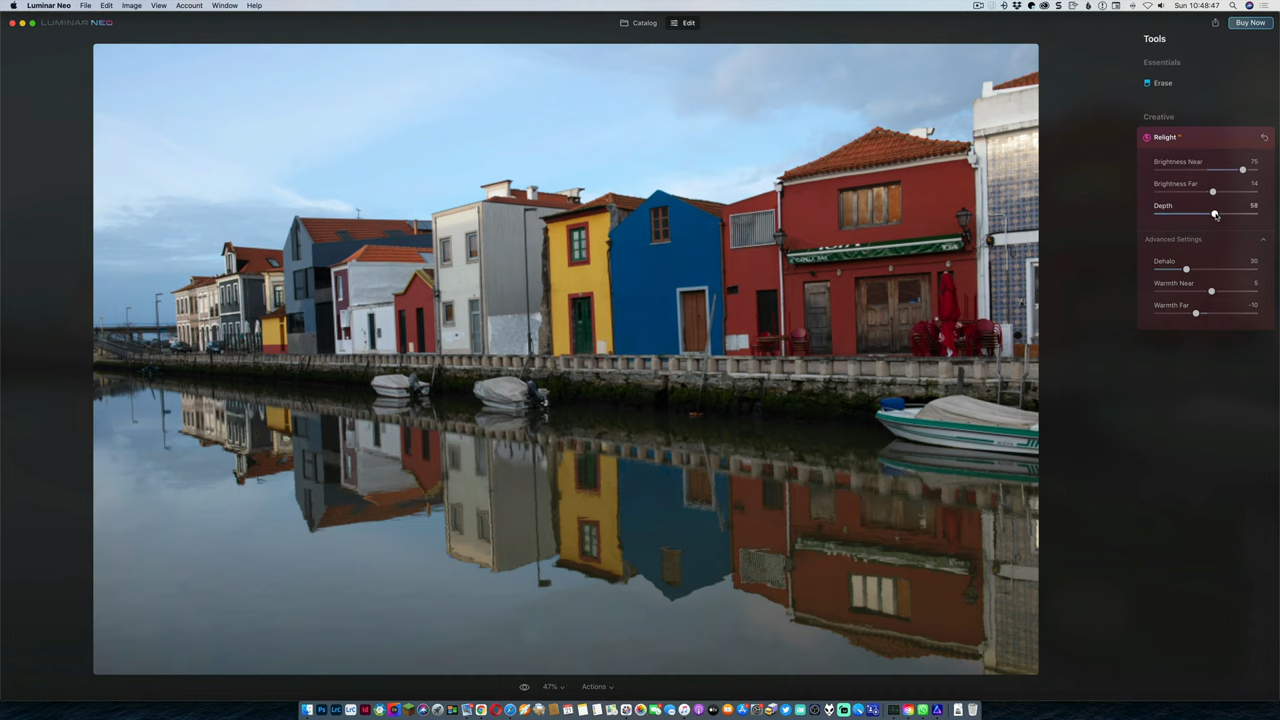 Luminar Neo File Edit Image View Account Window Help
Sun 10:48:47
LUMINAR NEO
Catalog Edit
Buy Now
Tools
Essentials
Erase
Creative
Relight
Brightness Near 75
Brightness Far 14
Depth 58
Advanced Settings
Dehalo 30
Warmth Near 5
Warmth Far -10
47% Actions